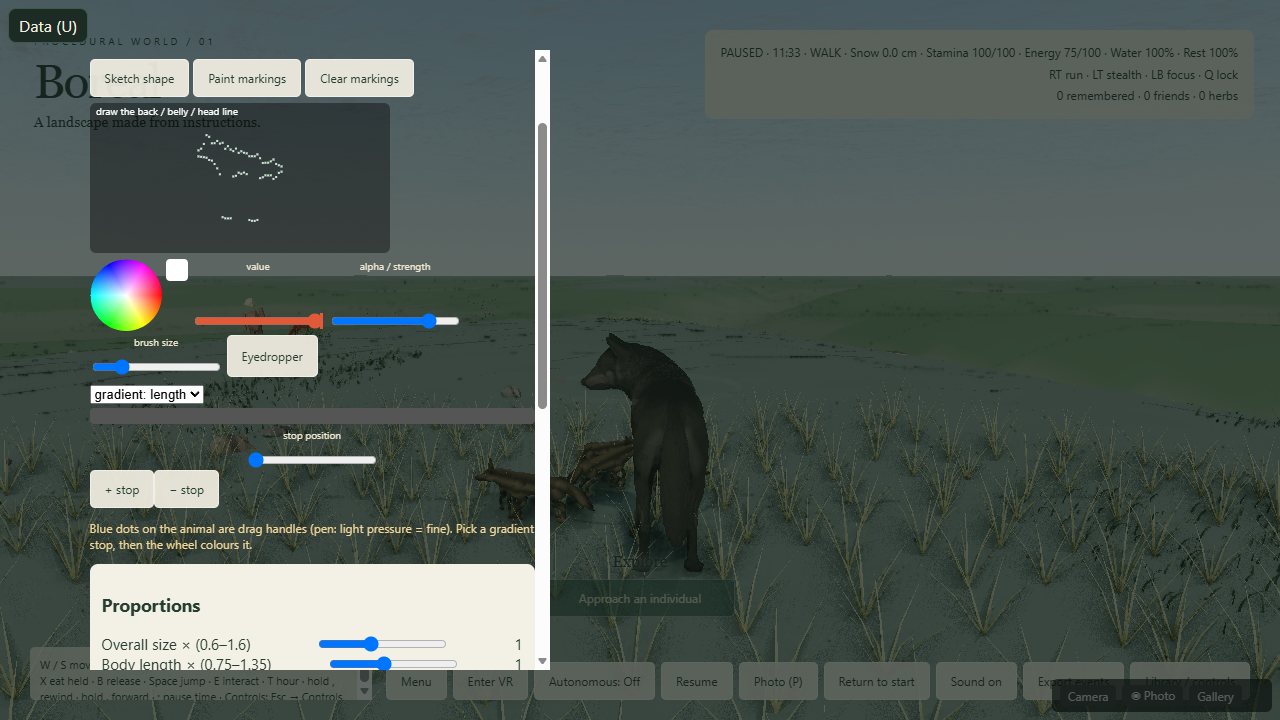 Data (U)
PROCEDURAL WORLD / 01
Boreal
A landscape made from instructions.
Sketch shape
Paint markings
Clear markings
draw the back / belly / head line
value
alpha / strength
brush size
Eyedropper
gradient: length
stop position
+ stop
− stop
Blue dots on the animal are drag handles (pen: light pressure = fine). Pick a gradient
stop, then the wheel colours it.
Proportions
Overall size × (0.6–1.6)
1
Body length × (0.75–1.35)
1
PAUSED · 11:33 · WALK · Snow 0.0 cm · Stamina 100/100 · Energy 75/100 · Water 100% · Rest 100%
RT run · LT stealth · LB focus · Q lock
0 remembered · 0 friends · 0 herbs
Approach an individual
W / S mov
X eat held · B release · Space jump · E interact · T hour · hold ,
rewind · hold . forward · ; pause time · Controls: Esc → Controls
Menu
Enter VR
Autonomous: Off
Resume
Photo (P)
Return to start
Sound on
Export events
Library / controls
Camera
◉ Photo
Gallery